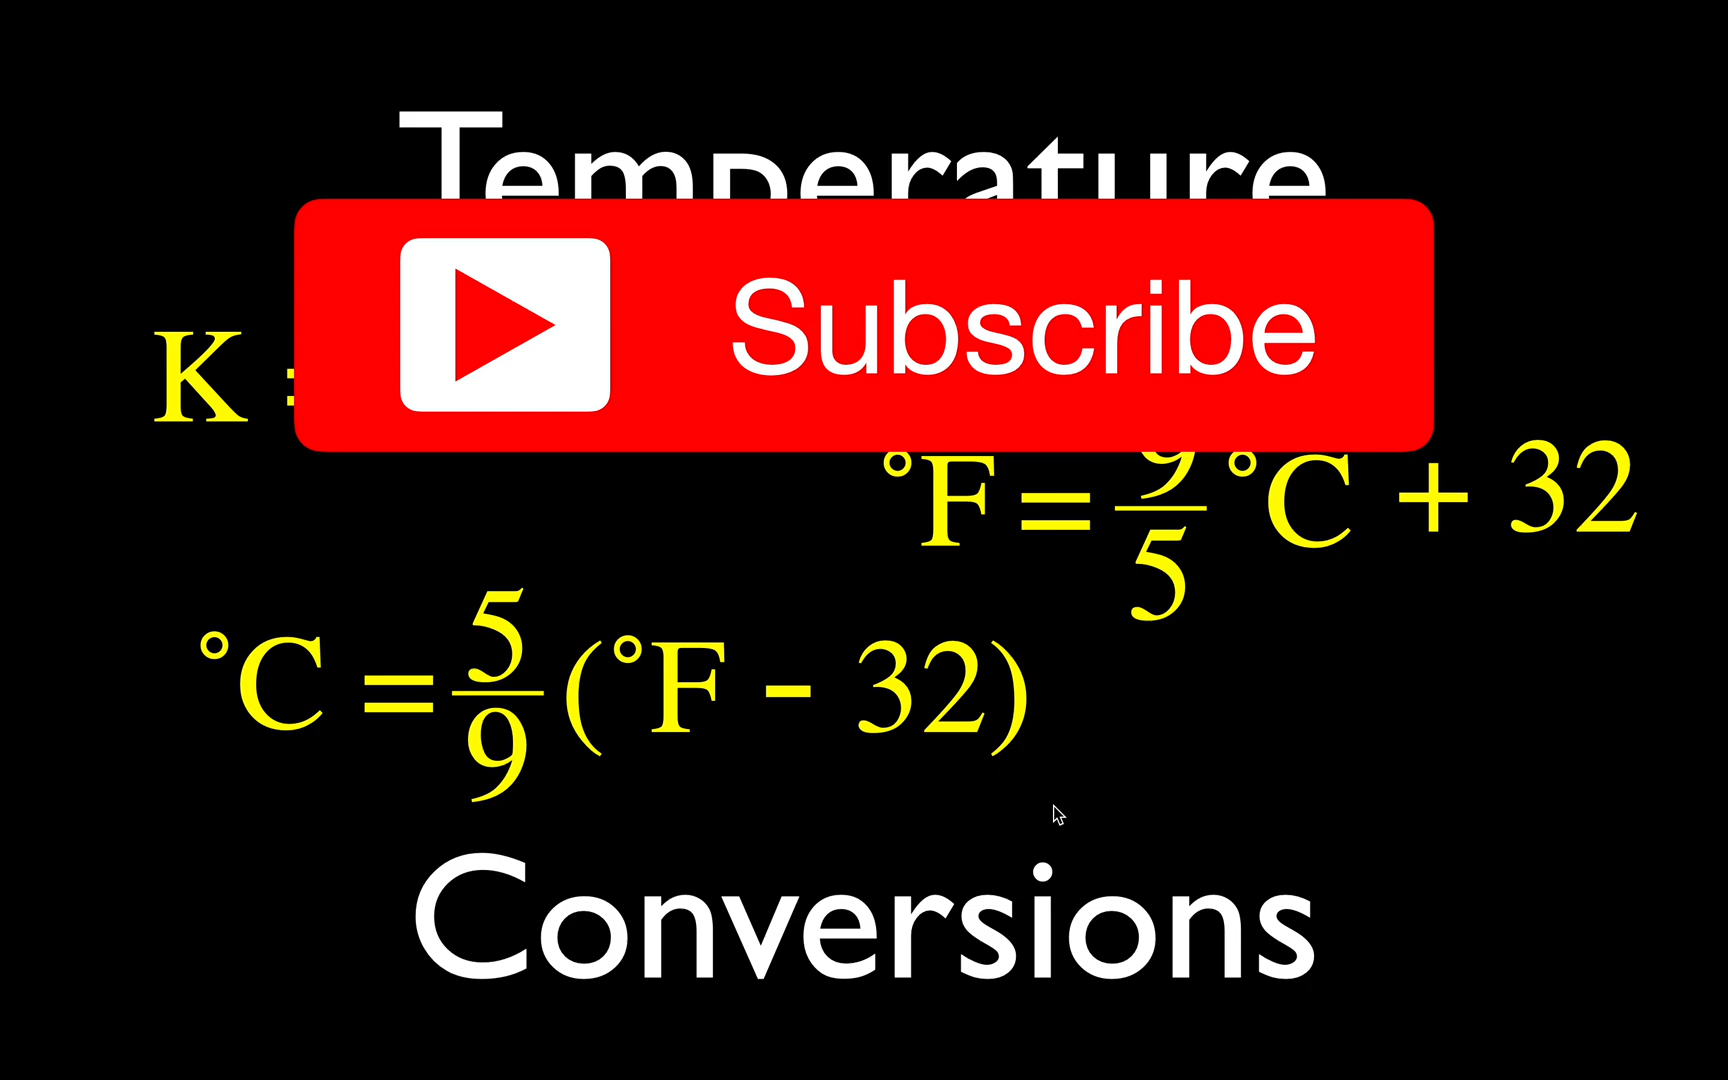 Temperature
Subscribe
K =
°F = 9/5 °C + 32
°C = 5/9 (°F - 32)
Conversions